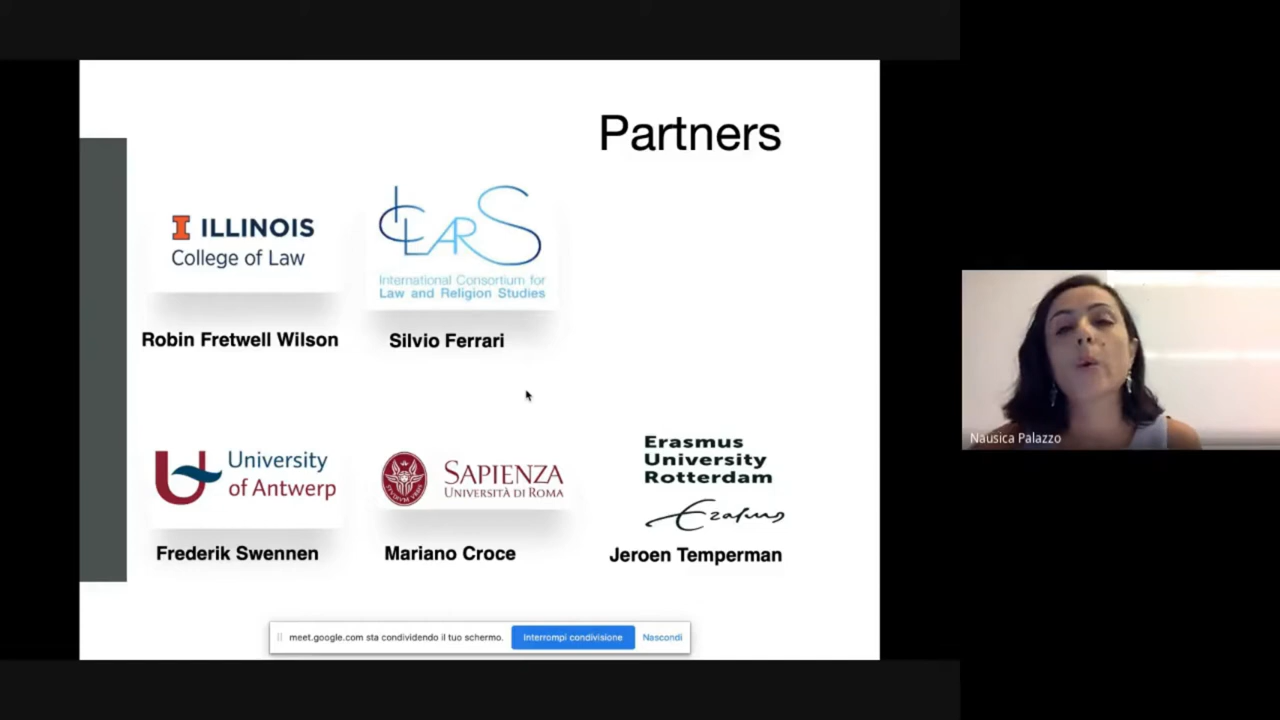 Partners
ILLINOIS
College of Law
ICLARS
International Consortium for
Law and Religion Studies
Robin Fretwell Wilson
Silvio Ferrari
University
of Antwerp
SAPIENZA
UNIVERSITÀ DI ROMA
Erasmus
University
Rotterdam
Erasmus
Frederik Swennen
Mariano Croce
Jeroen Temperman
meet.google.com sta condividendo il tuo schermo.
Interrompi condivisione
Nascondi
Nausica Palazzo